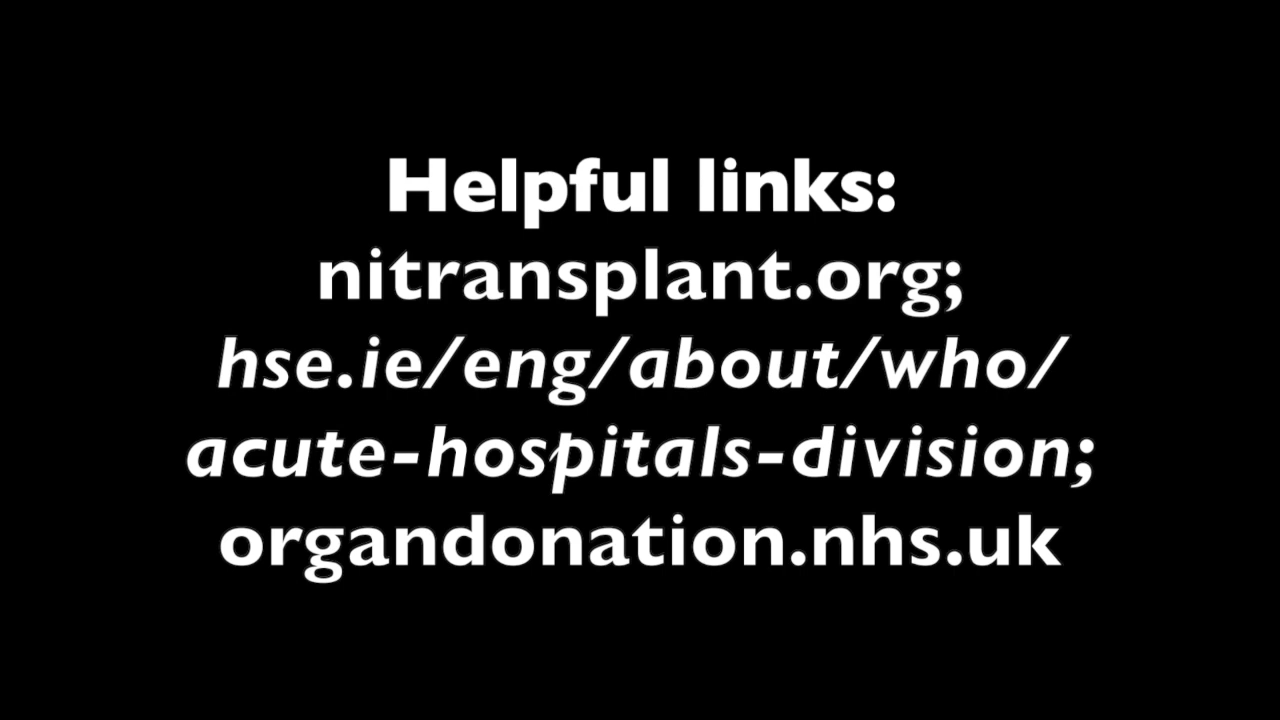 Helpful links:
nitransplant.org;
hse.ie/eng/about/who/
acute-hospitals-division;
organdonation.nhs.uk